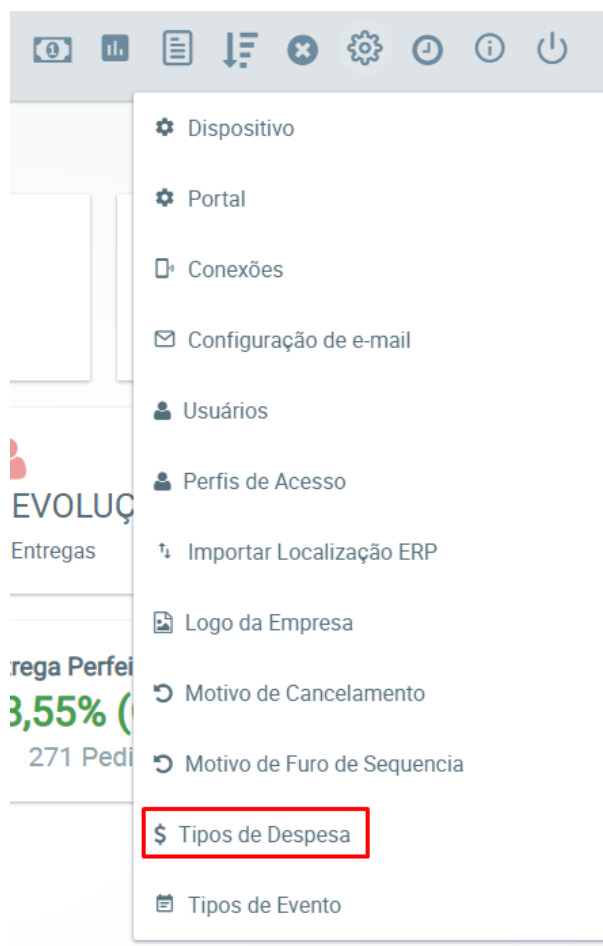 Dispositivo
Portal
Conexões
Configuração de e-mail
Usuários
Perfis de Acesso
EVOLUÇ
Entregas
Importar Localização ERP
Logo da Empresa
trega Perfei
Motivo de Cancelamento
3,55% (
271 Pedi
Motivo de Furo de Sequencia
$ Tipos de Despesa
Tipos de Evento